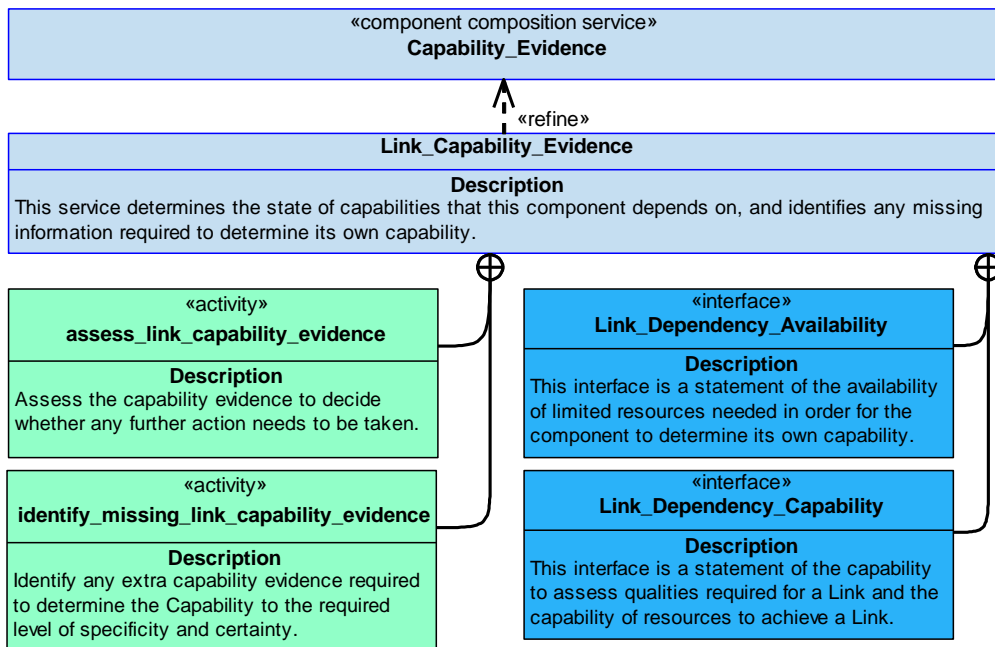 «component composition service»
Capability_Evidence
«refine»
Link_Capability_Evidence
Description
This service determines the state of capabilities that this component depends on, and identifies any missing
information required to determine its own capability.
«activity»
assess_link_capability_evidence
Description
Assess the capability evidence to decide
whether any further action needs to be taken.
«interface»
Link_Dependency_Availability
Description
This interface is a statement of the availability
of limited resources needed in order for the
component to determine its own capability.
«activity»
identify_missing_link_capability_evidence
Description
Identify any extra capability evidence required
to determine the Capability to the required
level of specificity and certainty.
«interface»
Link_Dependency_Capability
Description
This interface is a statement of the capability
to assess qualities required for a Link and the
capability of resources to achieve a Link.